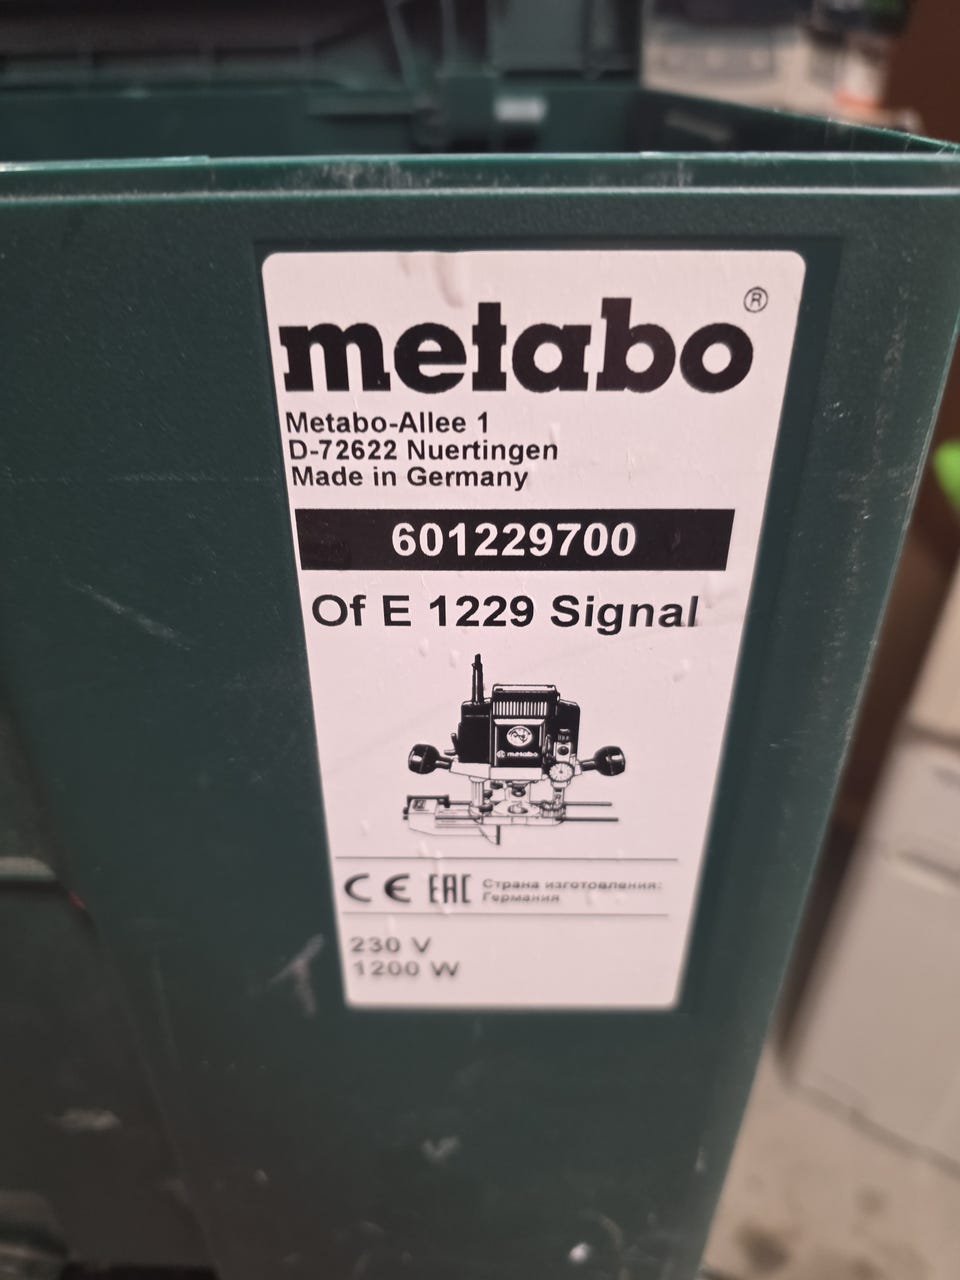 metabo®
Metabo-Allee 1
D-72622 Nuertingen
Made in Germany
601229700
Of E 1229 Signal
metabo
CE EAC Страна изготовления:
Германия
230 V
1200 W